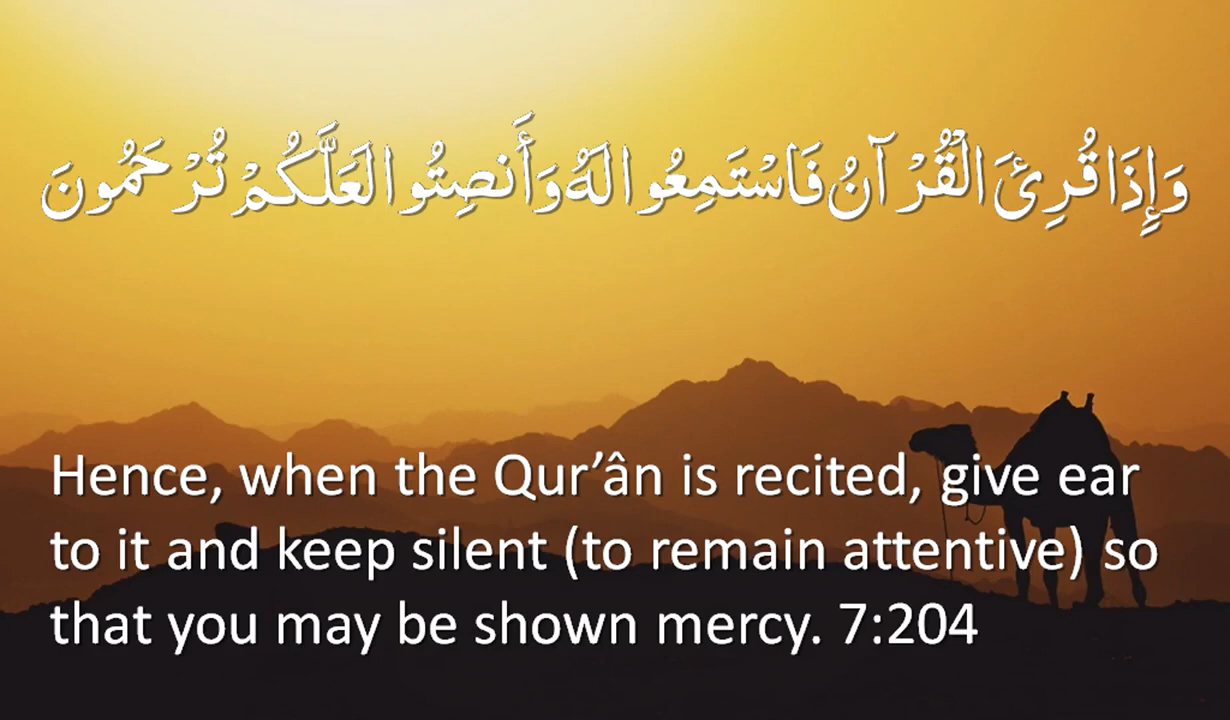 وَإِذَا قُرِئَ الْقُرْآنُ فَاسْتَمِعُوا لَهُ وَأَنصِتُوا لَعَلَّكُمْ تُرْحَمُونَ
Hence, when the Qur’ân is recited, give ear
to it and keep silent (to remain attentive) so
that you may be shown mercy. 7:204